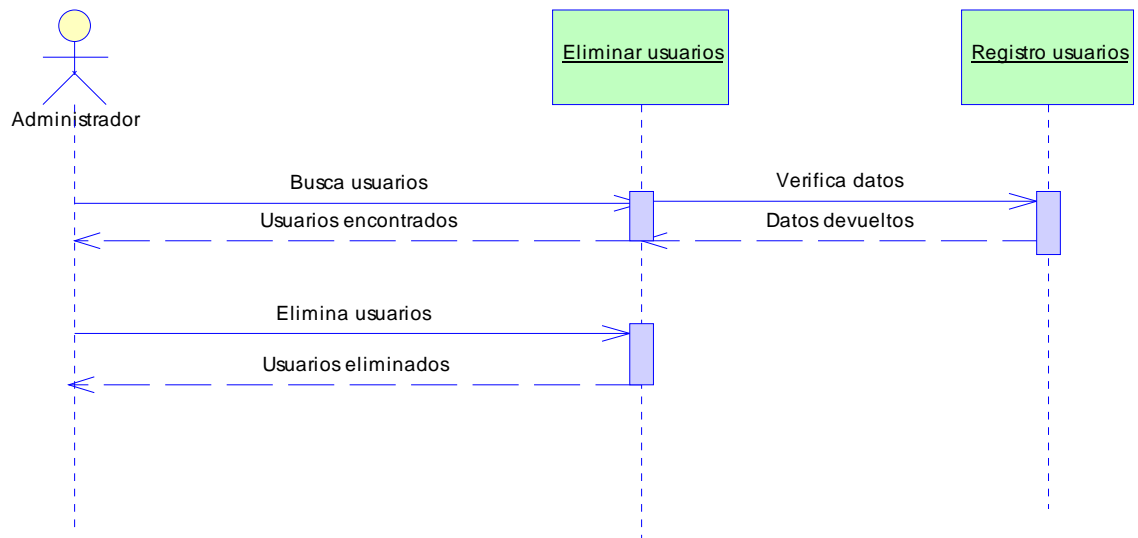 Eliminar usuarios
Registro usuarios
Administrador
Busca usuarios
Verifica datos
Usuarios encontrados
Datos devueltos
Elimina usuarios
Usuarios eliminados